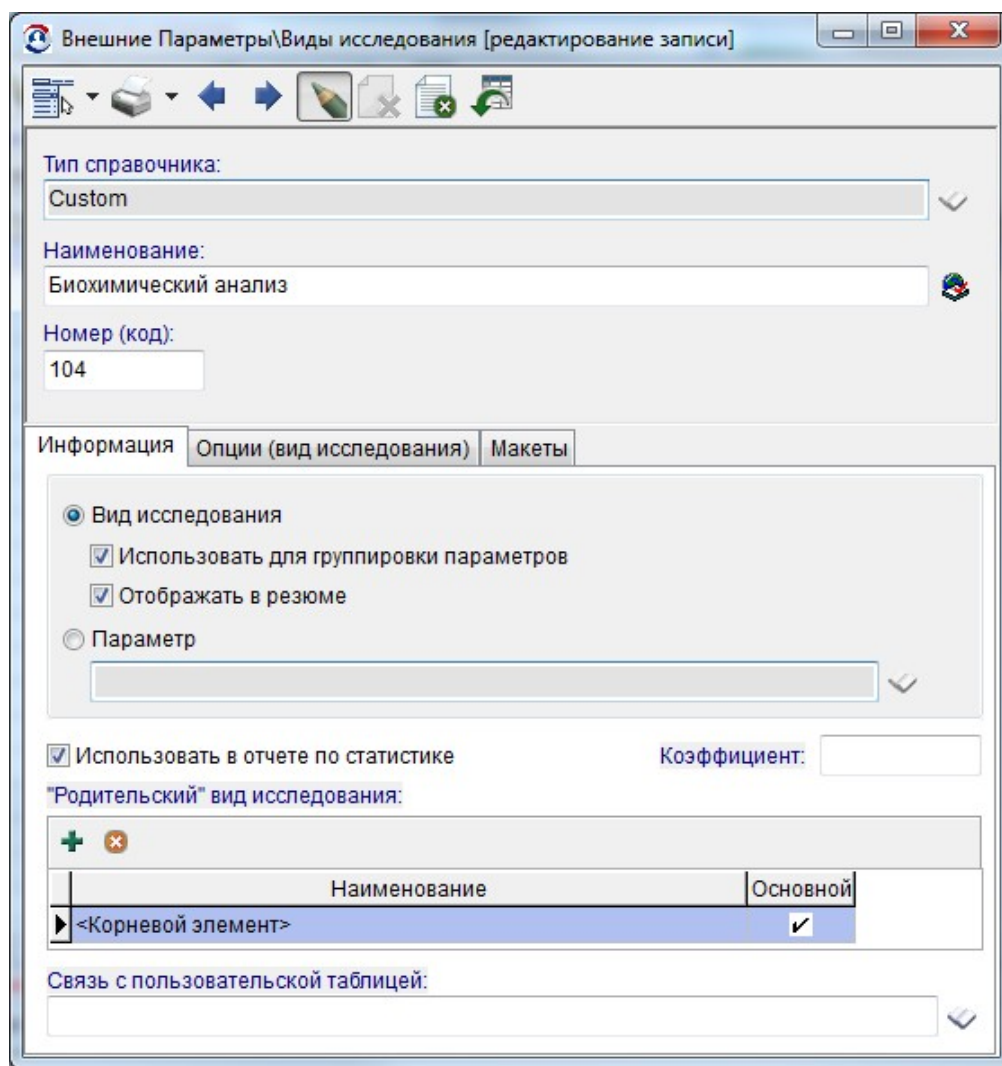 Внешние Параметры\Виды исследования [редактирование записи]
Тип справочника:
Custom
Наименование:
Биохимический анализ
Номер (код):
104
Информация Опции (вид исследования) Макеты
Вид исследования
Использовать для группировки параметров
Отображать в резюме
Параметр
Использовать в отчете по статистике Коэффициент:
"Родительский" вид исследования:
Наименование Основной
<Корневой элемент>
Связь с пользовательской таблицей: